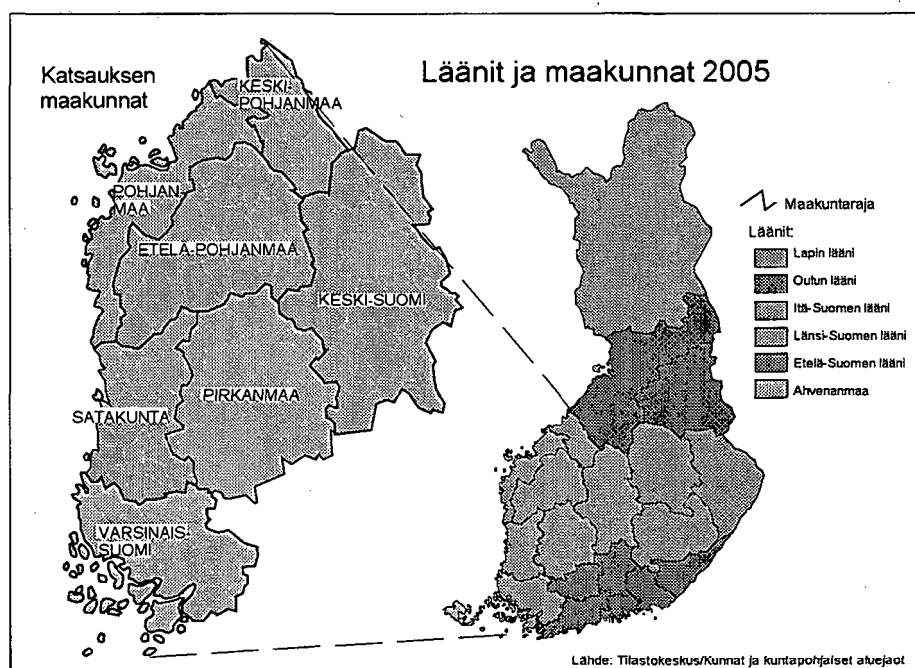 Läänit ja maakunnat 2005
Katsauksen
maakunnat
KESKI-
POHJANMAA
POHJAN-
MAA
ETELÄ-POHJANMAA
KESKI-SUOMI
PIRKANMAA
SATAKUNTA
VARSINAIS-
SUOMI
Maakuntaraja
Läänit:
Lapin lääni
Oulun lääni
Itä-Suomen lääni
Länsi-Suomen lääni
Etelä-Suomen lääni
Ahvenanmaa
Lähde: Tilastokeskus/Kunnat ja kuntapohjaiset aluejaot